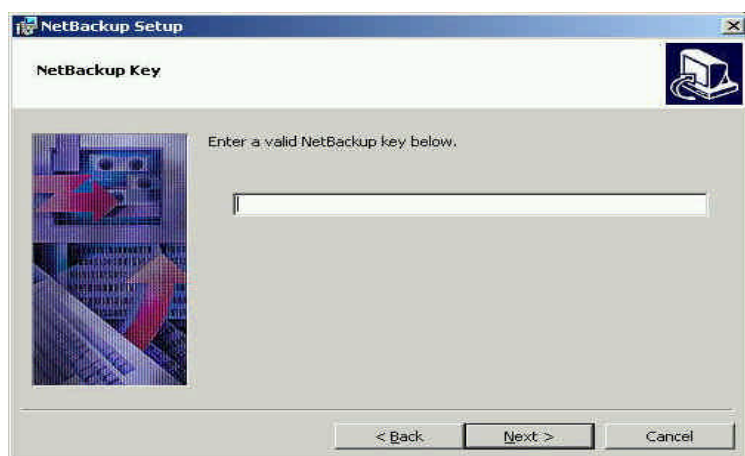 NetBackup Setup
NetBackup Key
Enter a valid NetBackup key below.
< Back
Next >
Cancel